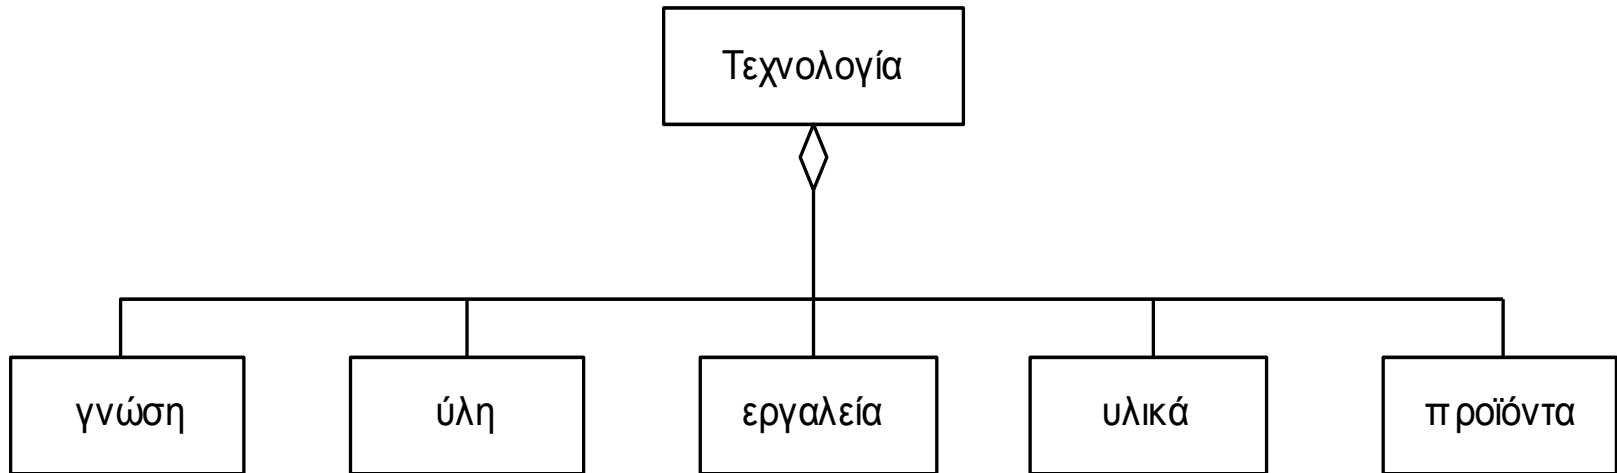 Τεχνολογία
γνώση
ύλη
εργαλεία
υλικά
προϊόντα